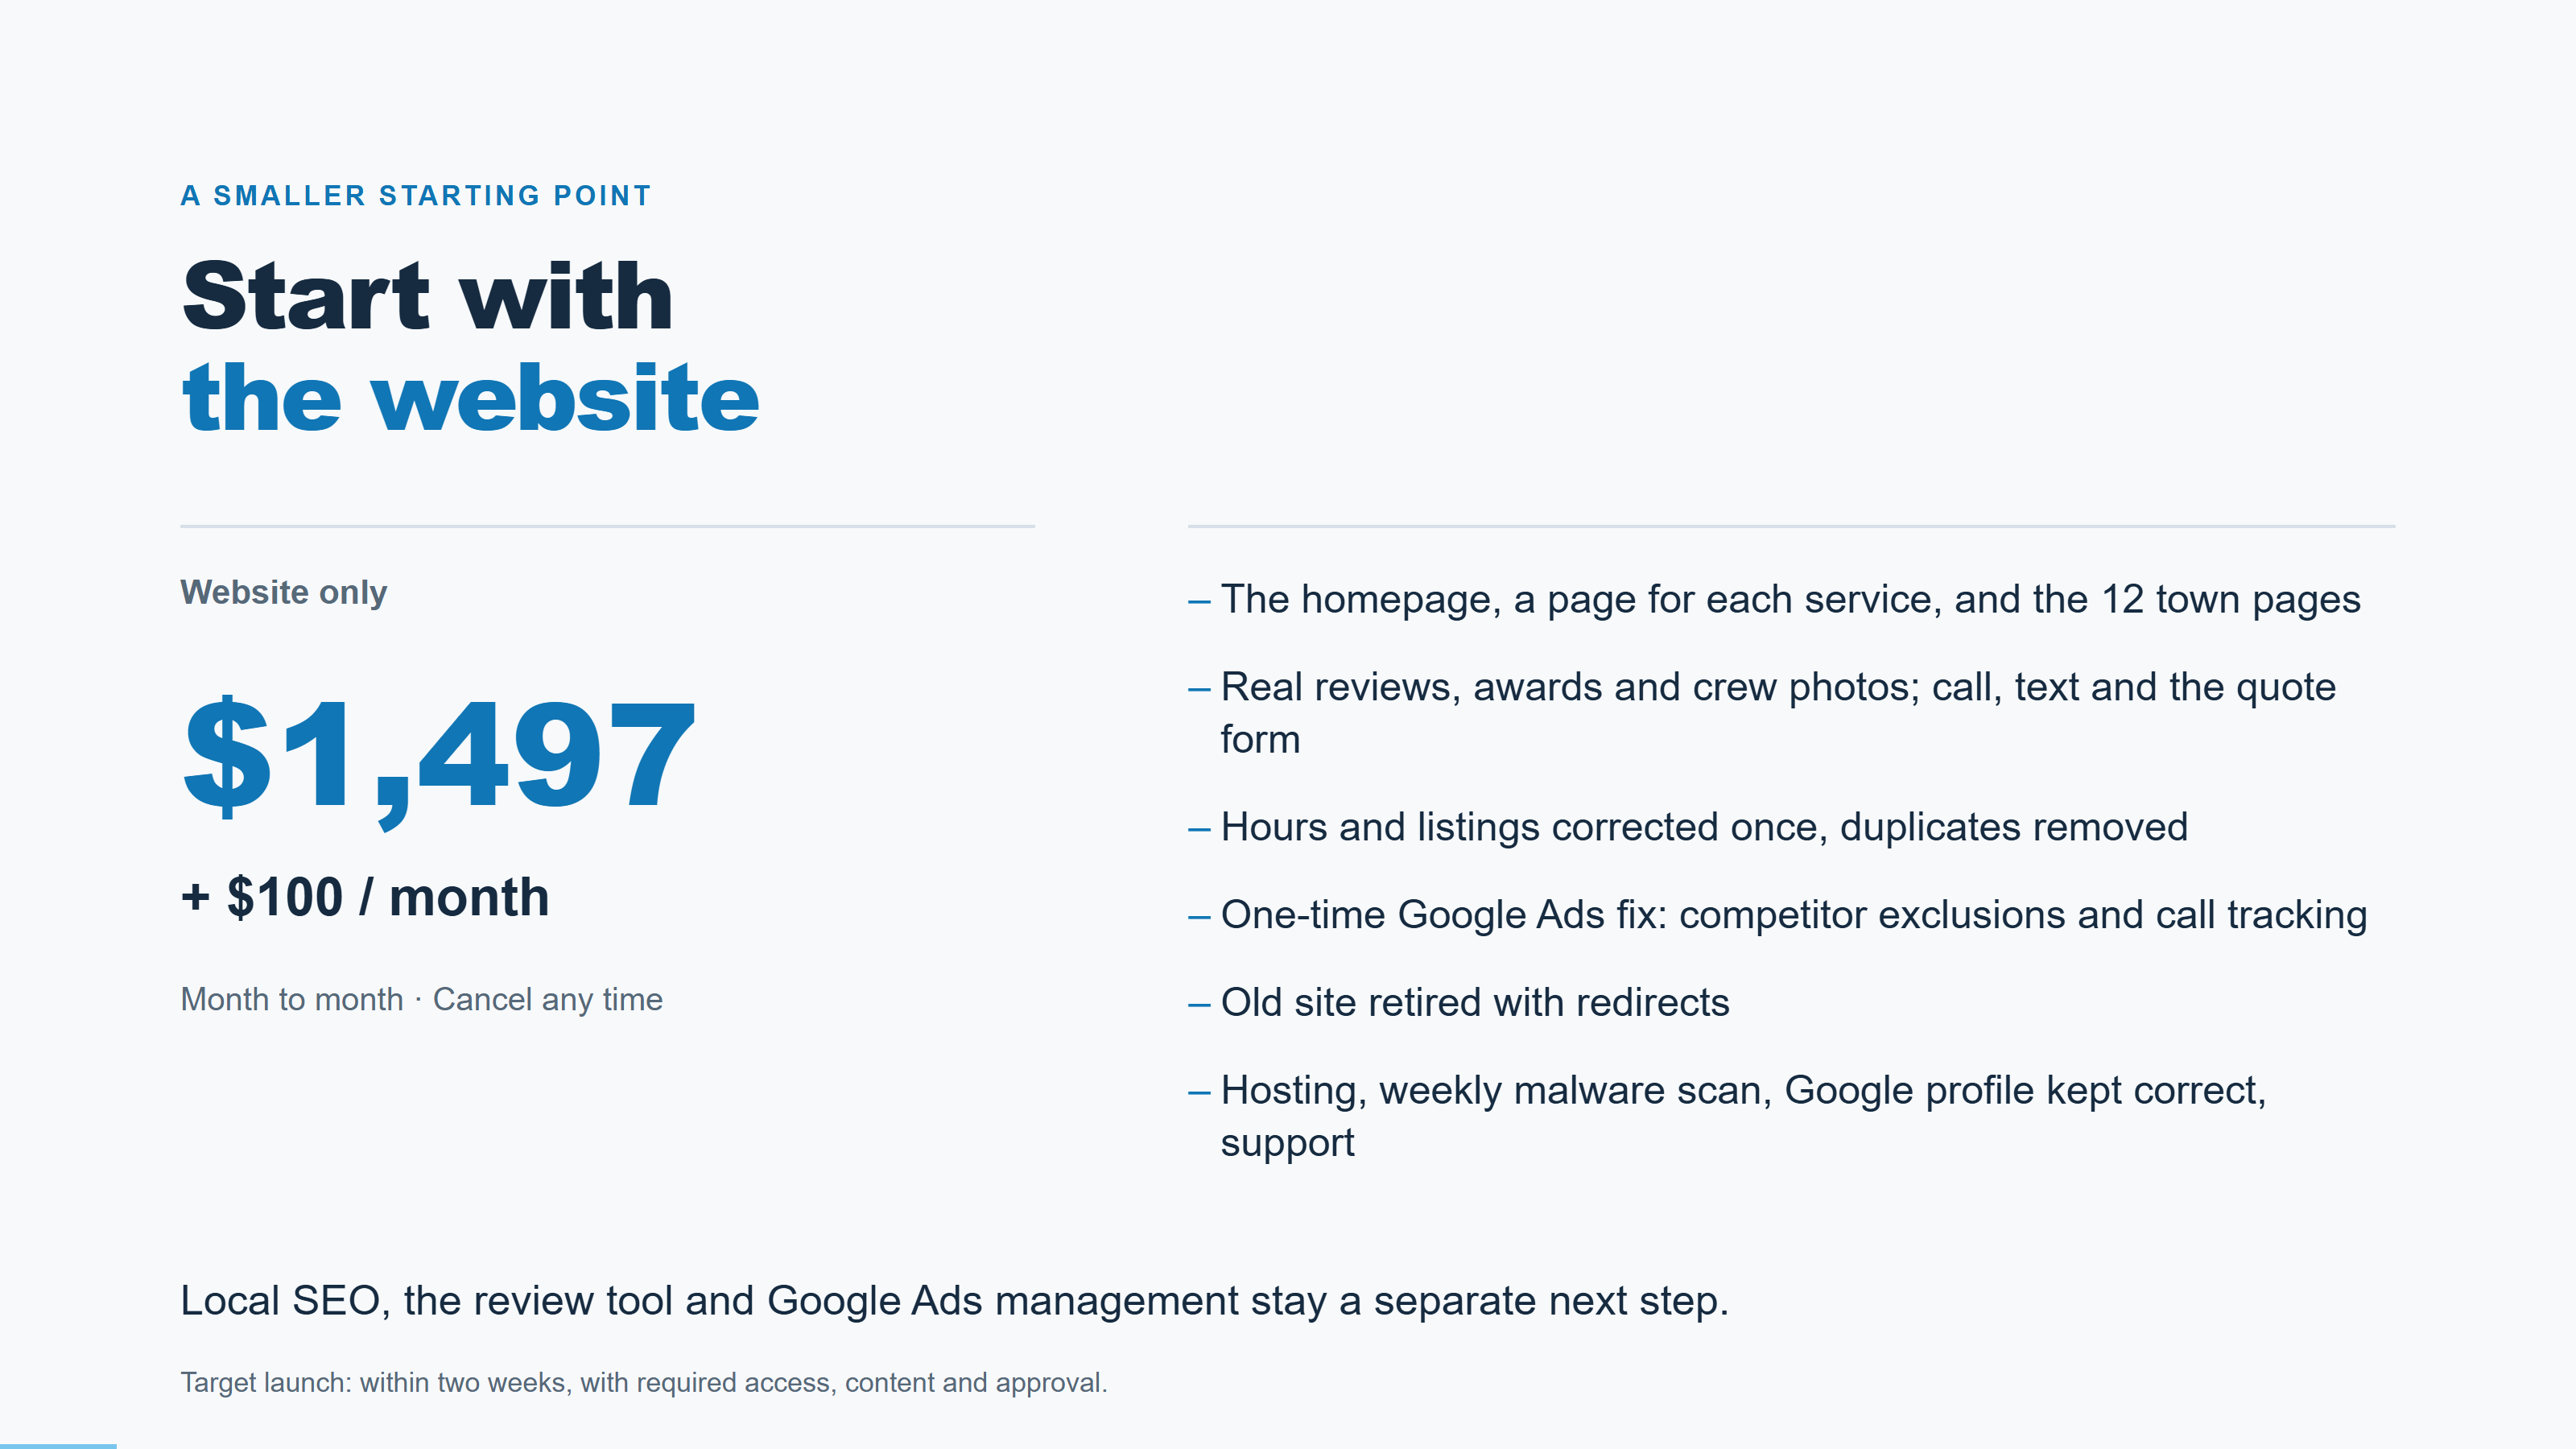 A SMALLER STARTING POINT
Start with
the website
Website only
$1,497
+ $100 / month
Month to month · Cancel any time
– The homepage, a page for each service, and the 12 town pages
– Real reviews, awards and crew photos; call, text and the quote
form
– Hours and listings corrected once, duplicates removed
– One-time Google Ads fix: competitor exclusions and call tracking
– Old site retired with redirects
– Hosting, weekly malware scan, Google profile kept correct,
support
Local SEO, the review tool and Google Ads management stay a separate next step.
Target launch: within two weeks, with required access, content and approval.